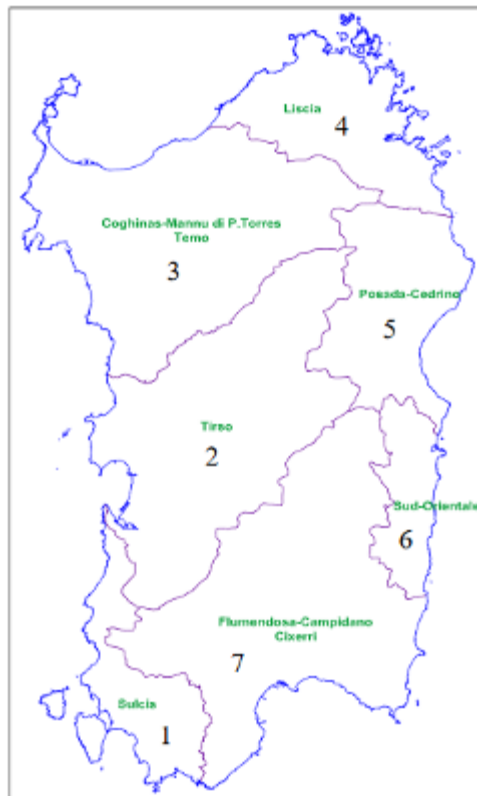 Liscia
4
Coghinas-Mannu di P.Torres
Temo
3
Posada-Cedrino
5
Tirso
2
Sud-Orientale
6
Flumendosa-Campidano
Cixerri
7
Sulcis
1